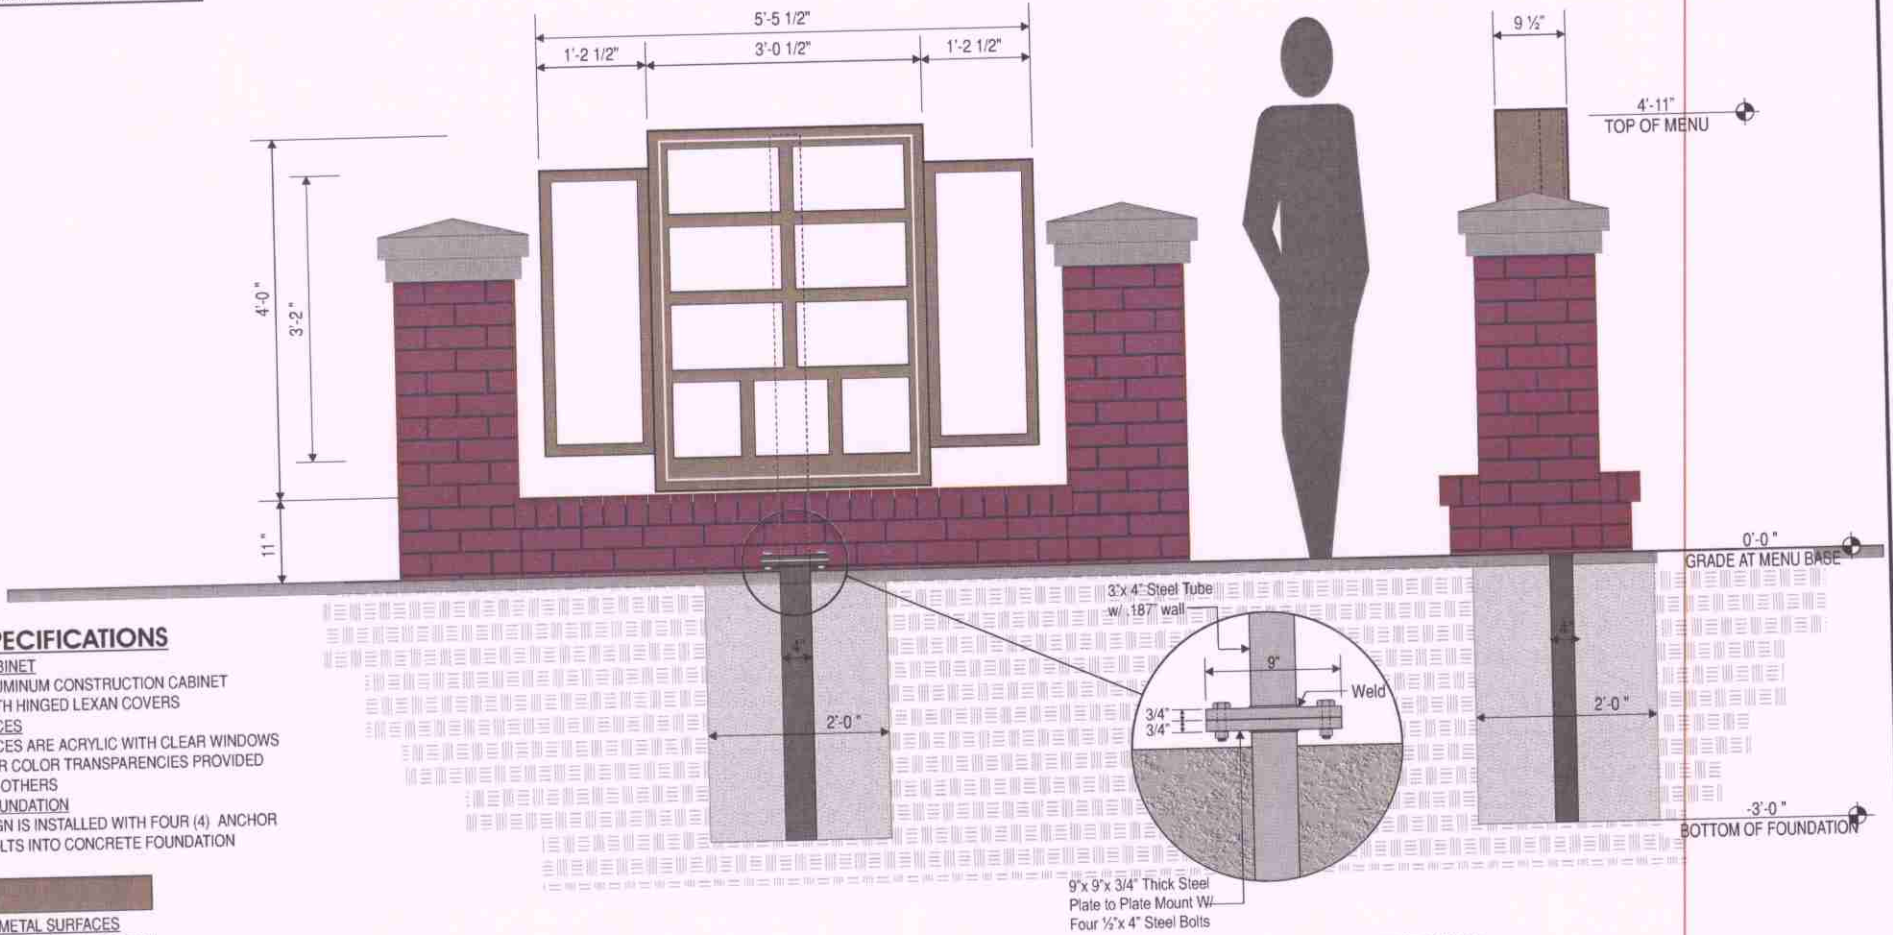 5'-5 1/2"
1'-2 1/2"
3'-0 1/2"
1'-2 1/2"
9 ½"
4'-11"
TOP OF MENU
4'-0"
3'-2"
11"
0'-0"
GRADE AT MENU BASE
3"x 4" Steel Tube
w/ .187" wall
9"
Weld
3/4"
3/4"
4"
2'-0"
4"
2'-0"
-3'-0"
BOTTOM OF FOUNDATION
9"x 9"x 3/4" Thick Steel
Plate to Plate Mount W/
Four ½"x 4" Steel Bolts
PECIFICATIONS
BINET
UMINUM CONSTRUCTION CABINET
TH HINGED LEXAN COVERS
CES
CES ARE ACRYLIC WITH CLEAR WINDOWS
R COLOR TRANSPARENCIES PROVIDED
OTHERS
UNDATION
GN IS INSTALLED WITH FOUR (4) ANCHOR
LTS INTO CONCRETE FOUNDATION
METAL SURFACES